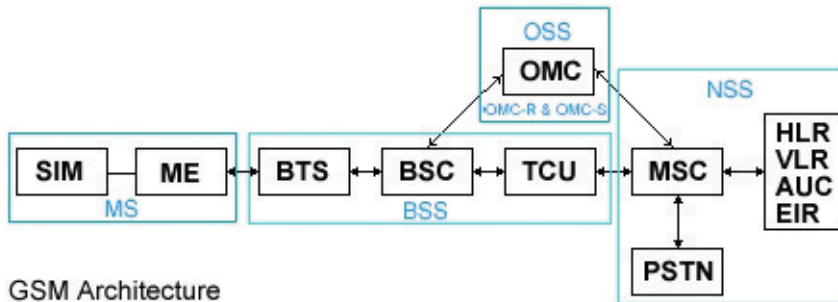 OSS
OMC
•OMC-R & OMC-S
NSS
HLR
VLR
AUC
EIR
SIM
ME
BTS
BSC
TCU
MSC
MS
BSS
PSTN
GSM Architecture